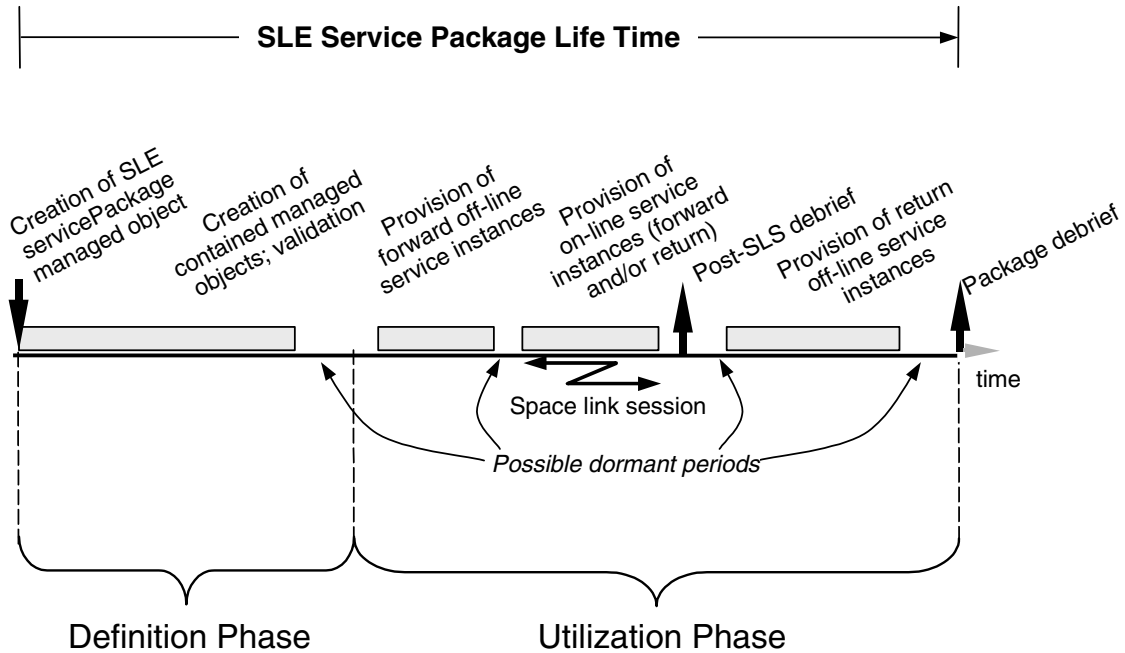 SLE Service Package Life Time
Creation of SLE
servicePackage
managed object
Creation of
contained managed
objects; validation
Provision of
forward off-line
service instances
Provision of
on-line service
instances (forward
and/or return)
Post-SLS debrief
Provision of return
off-line service
instances
Package debrief
time
Space link session
Possible dormant periods
Definition Phase
Utilization Phase